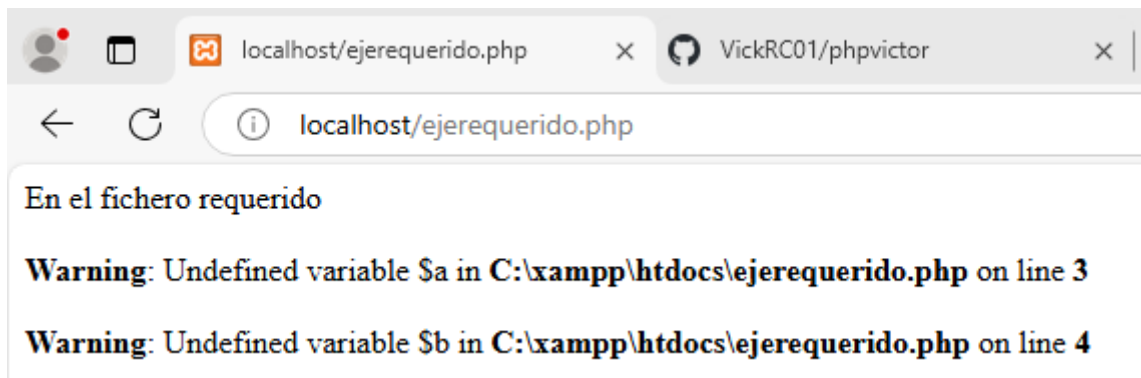 localhost/ejerequerido.php
VickRC01/phpvictor
localhost/ejerequerido.php
En el fichero requerido
Warning: Undefined variable $a in C:\xampp\htdocs\ejerequerido.php on line 3
Warning: Undefined variable $b in C:\xampp\htdocs\ejerequerido.php on line 4